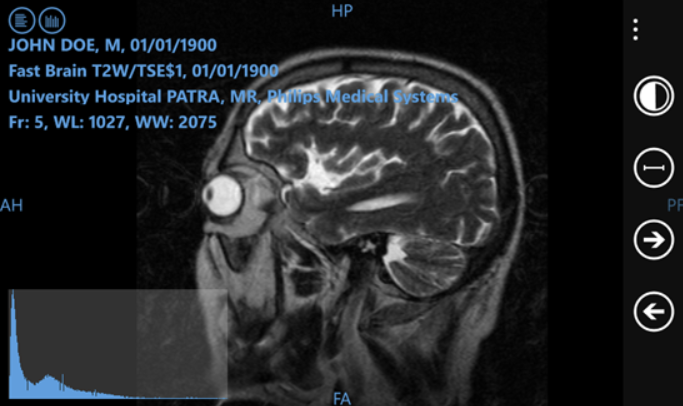 HP
JOHN DOE, M, 01/01/1900
Fast Brain T2W/TSE$1, 01/01/1900
University Hospital PATRA, MR, Philips Medical Systems
Fr: 5, WL: 1027, WW: 2075
AH
FA